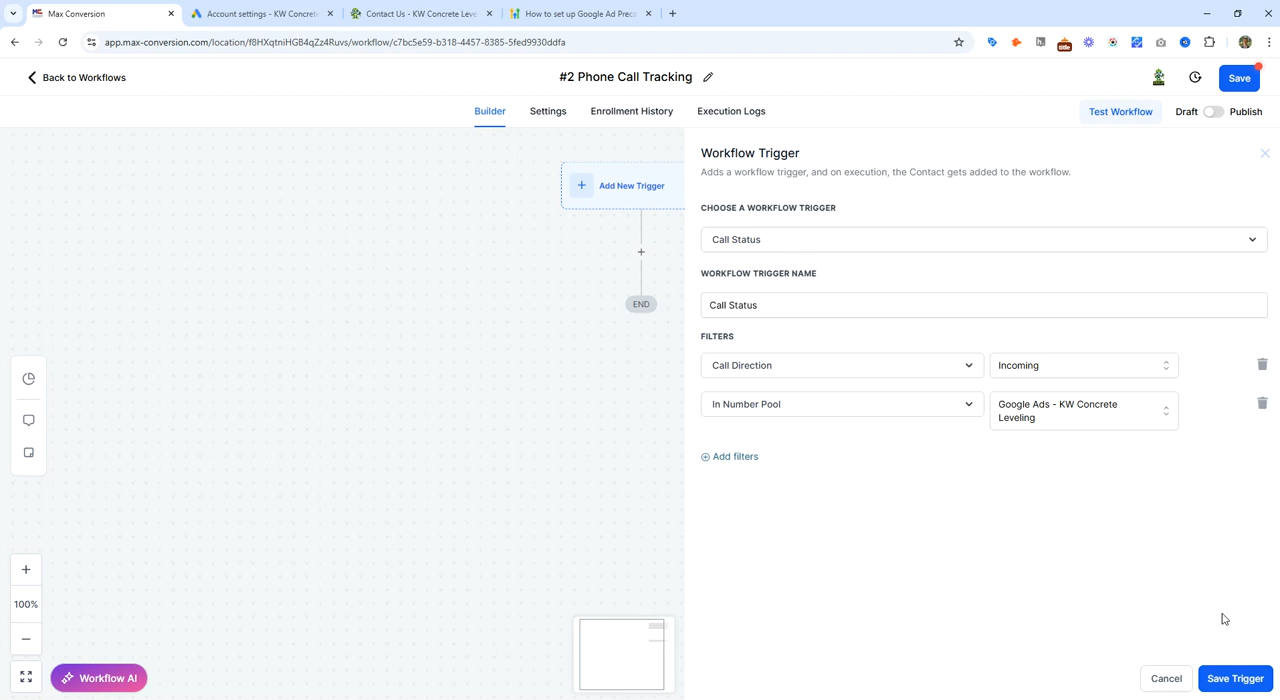 Max Conversion
Account settings - KW Concrete
Contact Us - KW Concrete Leve
How to set up Google Ad Prec
app.max-conversion.com/location/f8HXqtniHGB4qZz4Ruvs/workflow/c7bc5e59-b318-4457-8385-5fed9930ddfa
Back to Workflows
#2 Phone Call Tracking
Save
Builder
Settings
Enrollment History
Execution Logs
Test Workflow
Draft
Publish
Add New Trigger
END
100%
Workflow AI
Workflow Trigger
Adds a workflow trigger, and on execution, the Contact gets added to the workflow.
CHOOSE A WORKFLOW TRIGGER
Call Status
WORKFLOW TRIGGER NAME
Call Status
FILTERS
Call Direction
Incoming
In Number Pool
Google Ads - KW Concrete
Leveling
Add filters
Cancel
Save Trigger